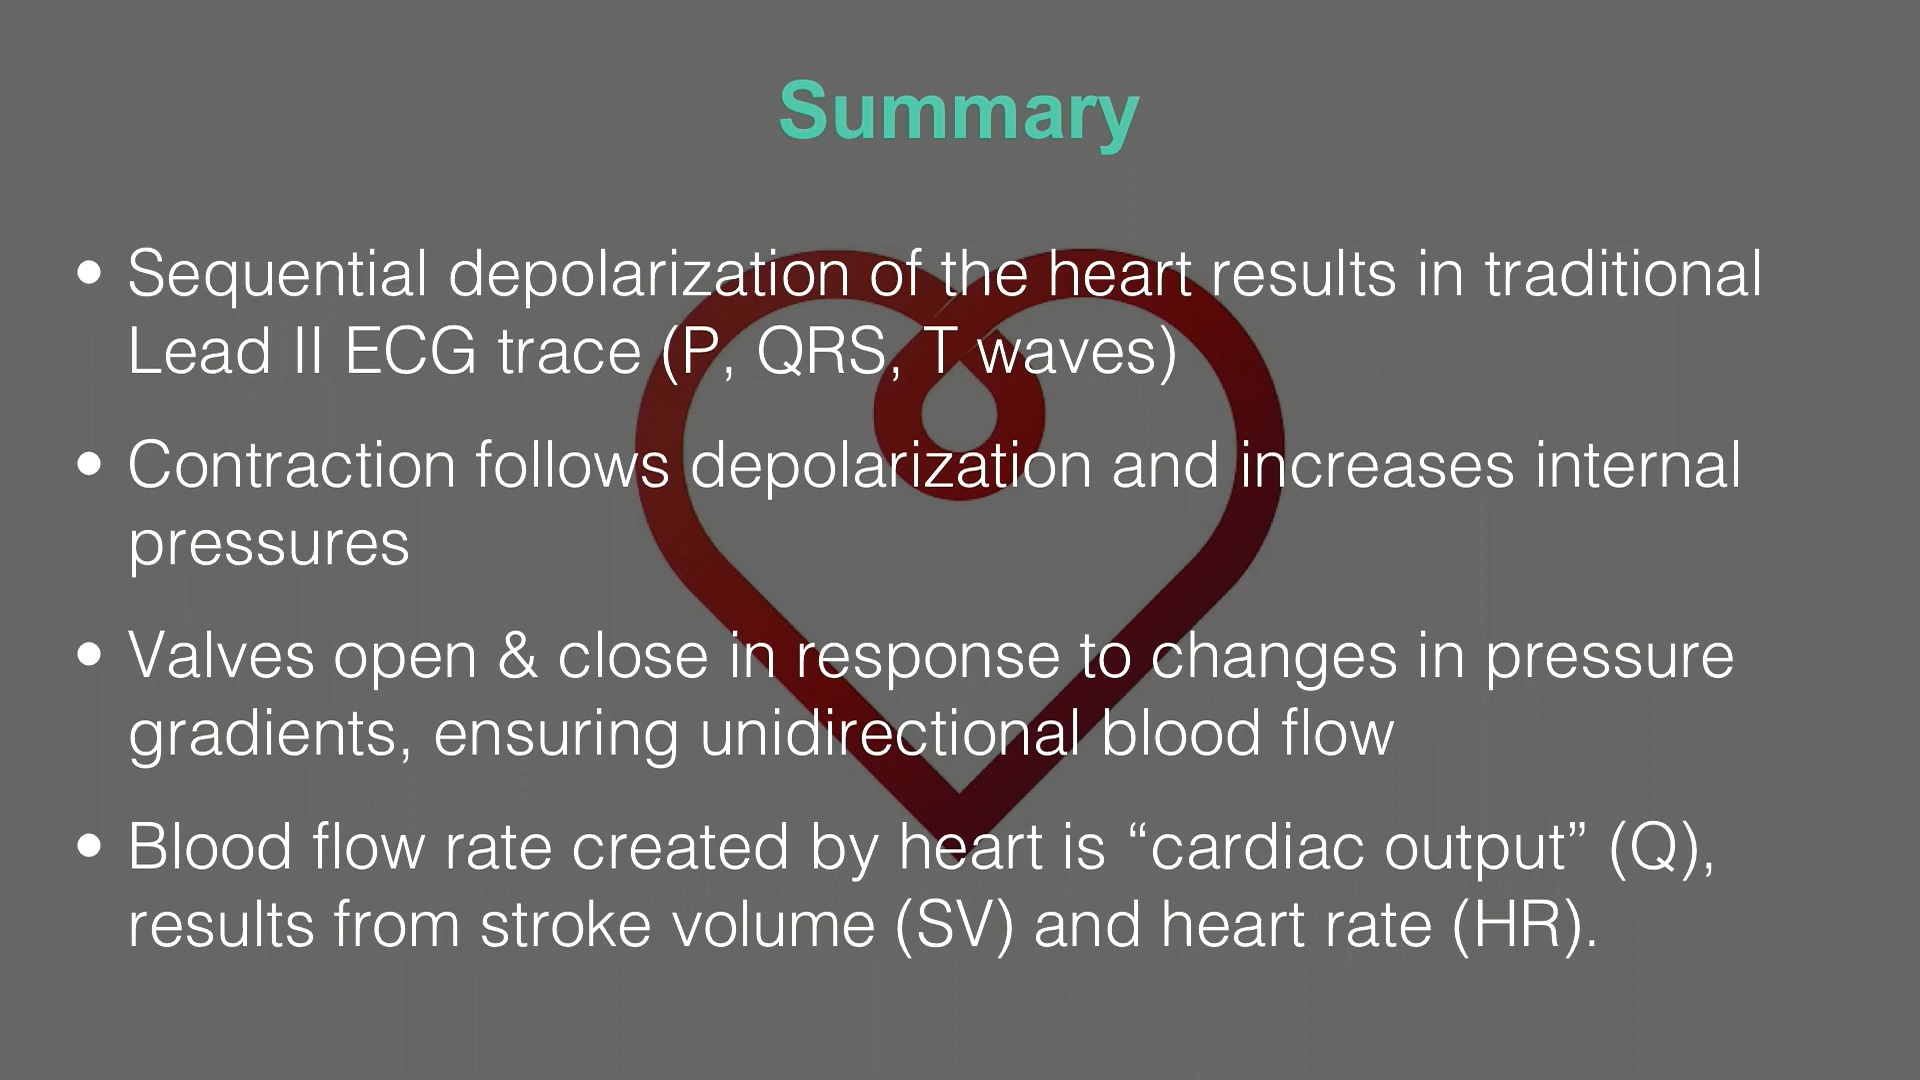 Summary
• Sequential depolarization of the heart results in traditional
Lead II ECG trace (P, QRS, T waves)
• Contraction follows depolarization and increases internal
pressures
• Valves open & close in response to changes in pressure
gradients, ensuring unidirectional blood flow
• Blood flow rate created by heart is “cardiac output” (Q),
results from stroke volume (SV) and heart rate (HR).